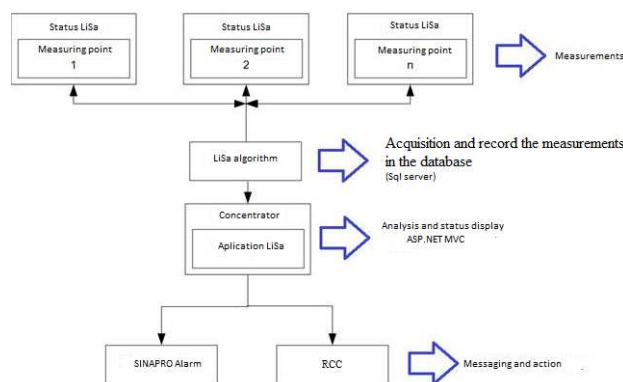 Status LiSa
Status LiSa
Status LiSa
Measuring point
1
Measuring point
2
Measuring point
n
Measurements
LiSa algorithm
Acquisition and record the measurements
in the database
(Sql server)
Concentrator
Aplication LiSa
Analysis and status display
ASP.NET MVC
SINAPRO Alarm
RCC
Messaging and action